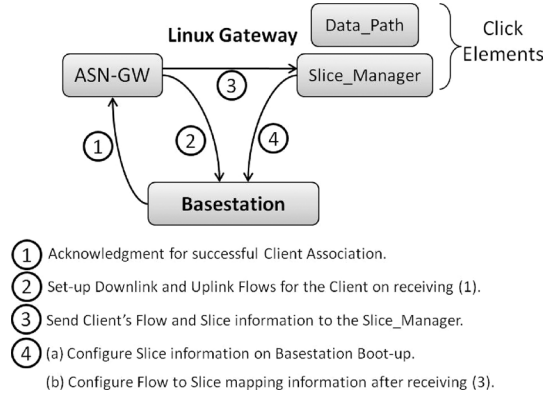 Data_Path
Click
Elements
Linux Gateway
ASN-GW
Slice_Manager
3
1
2
4
Basestation
1 Acknowledgment for successful Client Association.
2 Set-up Downlink and Uplink Flows for the Client on receiving (1).
3 Send Client's Flow and Slice information to the Slice_Manager.
4 (a) Configure Slice information on Basestation Boot-up.
(b) Configure Flow to Slice mapping information after receiving (3).